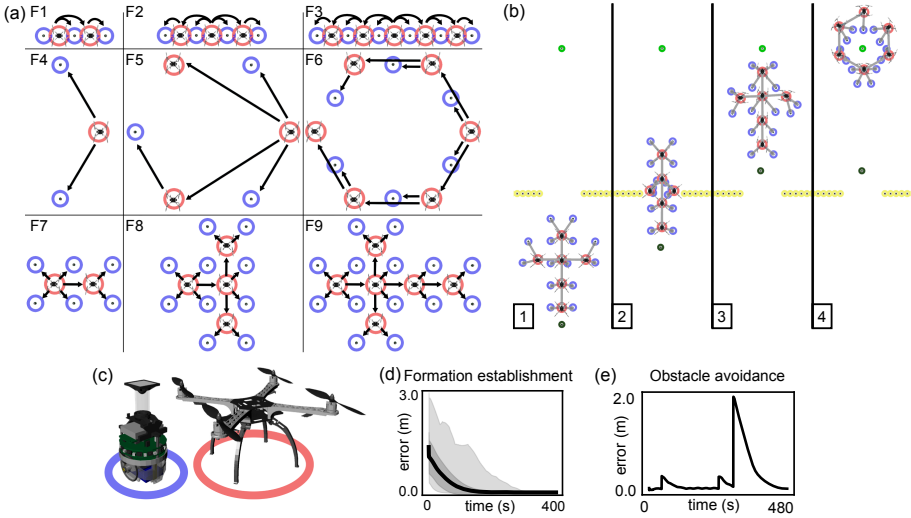 (a)
F1
F2
F3
F4
F5
F6
F7
F8
F9
(b)
1
2
3
4
(c)
(d) Formation establishment
3.0
error (m)
0.0
time (s)
400
(e) Obstacle avoidance
2.0
error (m)
0.0
0
time (s)
480